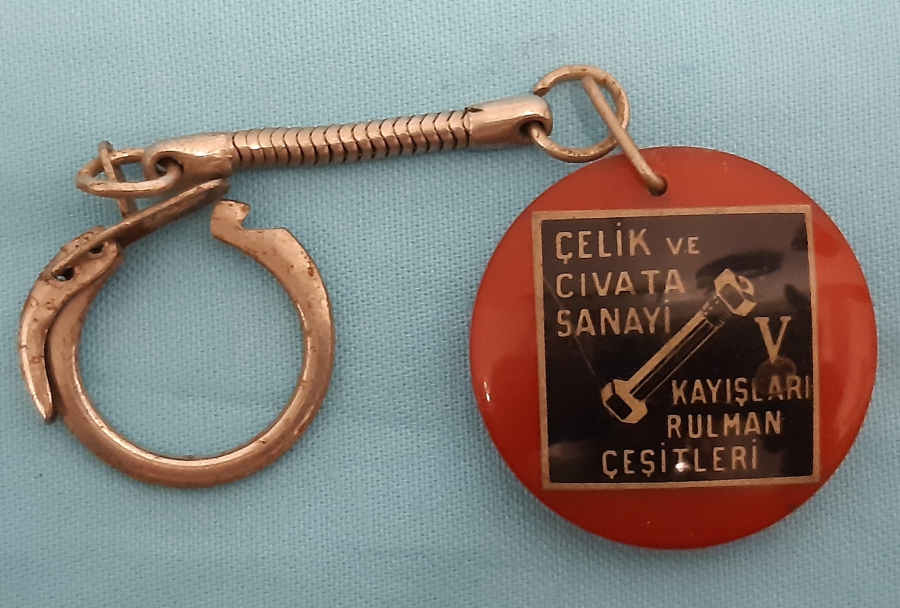 ÇELİK VE
CIVATA
SANAYİ
V
KAYIŞLARI
RULMAN
ÇEŞİTLERİ